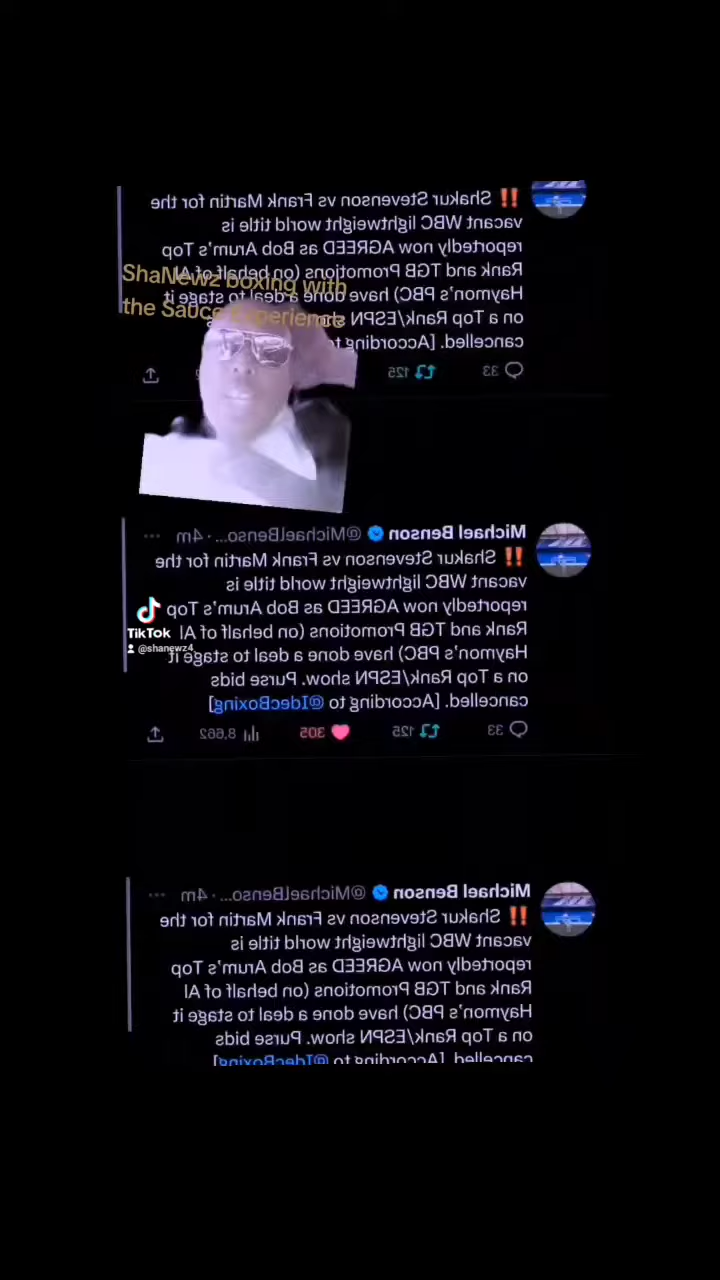 ‼ Shakur Stevenson vs Frank Martin for the
vacant WBC lightweight world title is
reportedly now AGREED as Bob Arum's Top
Rank and TGB Promotions (on behalf of Al
Haymon's PBC) have done a deal to stage it
on a Top Rank/ESPN
cancelled. [According to
33 125
ShaNewz boxing with
the Sauce Experience
Michael Benson @MichaelBenso... · 4m ...
‼ Shakur Stevenson vs Frank Martin for the
vacant WBC lightweight world title is
reportedly now AGREED as Bob Arum's Top
Rank and TGB Promotions (on behalf of Al
Haymon's PBC) have done a deal to stage it
on a Top Rank/ESPN show. Purse bids
cancelled. [According to @IdecBoxing]
33 125 305 8,662
TikTok
@shanewz4
Michael Benson @MichaelBenso... · 4m ...
‼ Shakur Stevenson vs Frank Martin for the
vacant WBC lightweight world title is
reportedly now AGREED as Bob Arum's Top
Rank and TGB Promotions (on behalf of Al
Haymon's PBC) have done a deal to stage it
on a Top Rank/ESPN show. Purse bids
cancelled. [According to @IdecBoxing]